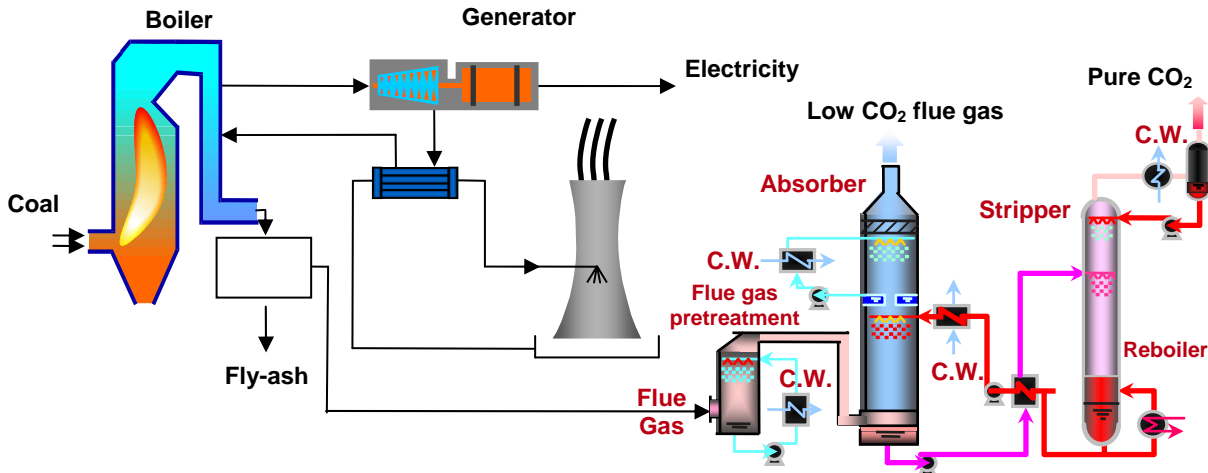 Boiler
Generator
Electricity
Pure CO₂
Low CO₂ flue gas
C.W.
Absorber
Coal
Stripper
C.W.
Flue gas
pretreatment
Reboiler
Fly-ash
C.W.
C.W.
Flue
Gas